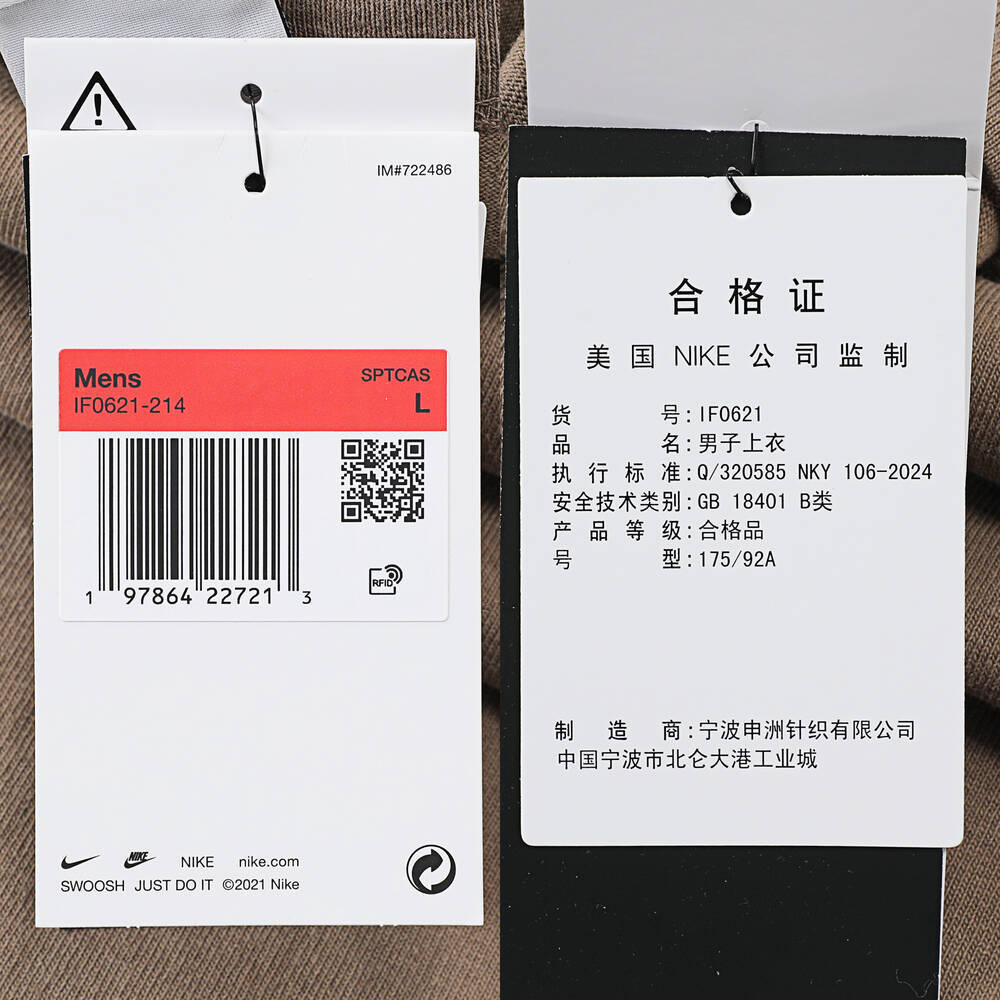 !
IM#722486
Mens
SPTCAS
IF0621-214
L
RFID
1 97864 22721 3
NIKE NIKE nike.com
SWOOSH JUST DO IT ©2021 Nike
合格证
美国 NIKE 公司监制
货号:IF0621
品名:男子上衣
执行标准:Q/320585 NKY 106-2024
安全技术类别:GB 18401 B类
产品等级:合格品
号型:175/92A
制造商:宁波申洲针织有限公司
中国宁波市北仑大港工业城